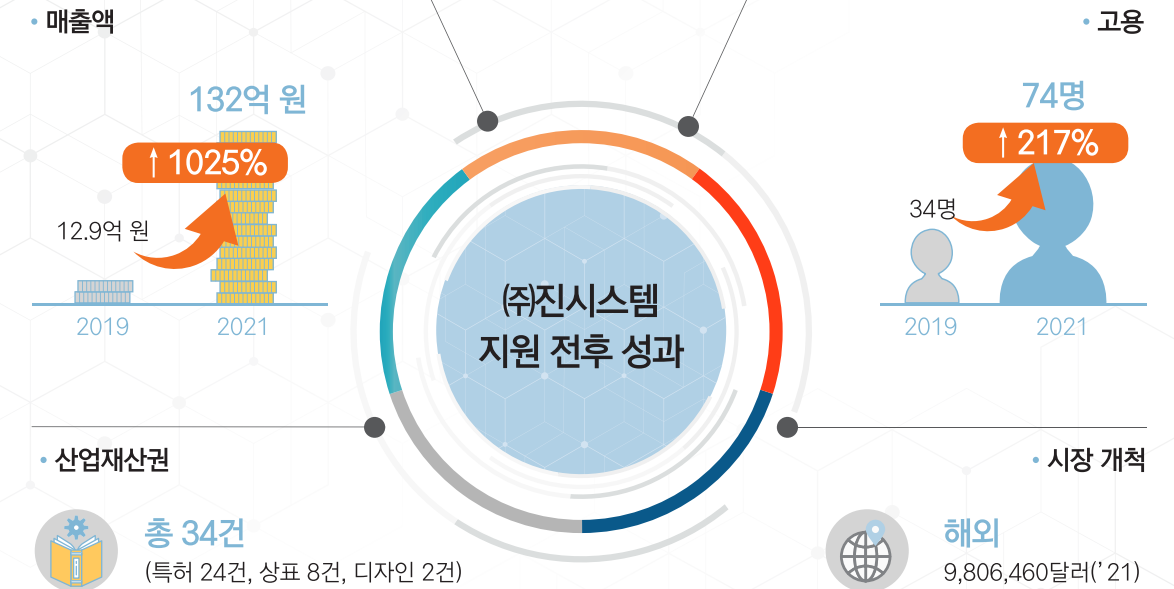 • 매출액
132억 원
↑ 1025%
12.9억 원
2019
2021
• 고용
74명
↑ 217%
34명
2019
2021
㈜진시스템
지원 전후 성과
• 산업재산권
총 34건
(특허 24건, 상표 8건, 디자인 2건)
• 시장 개척
해외
9,806,460달러(’21)